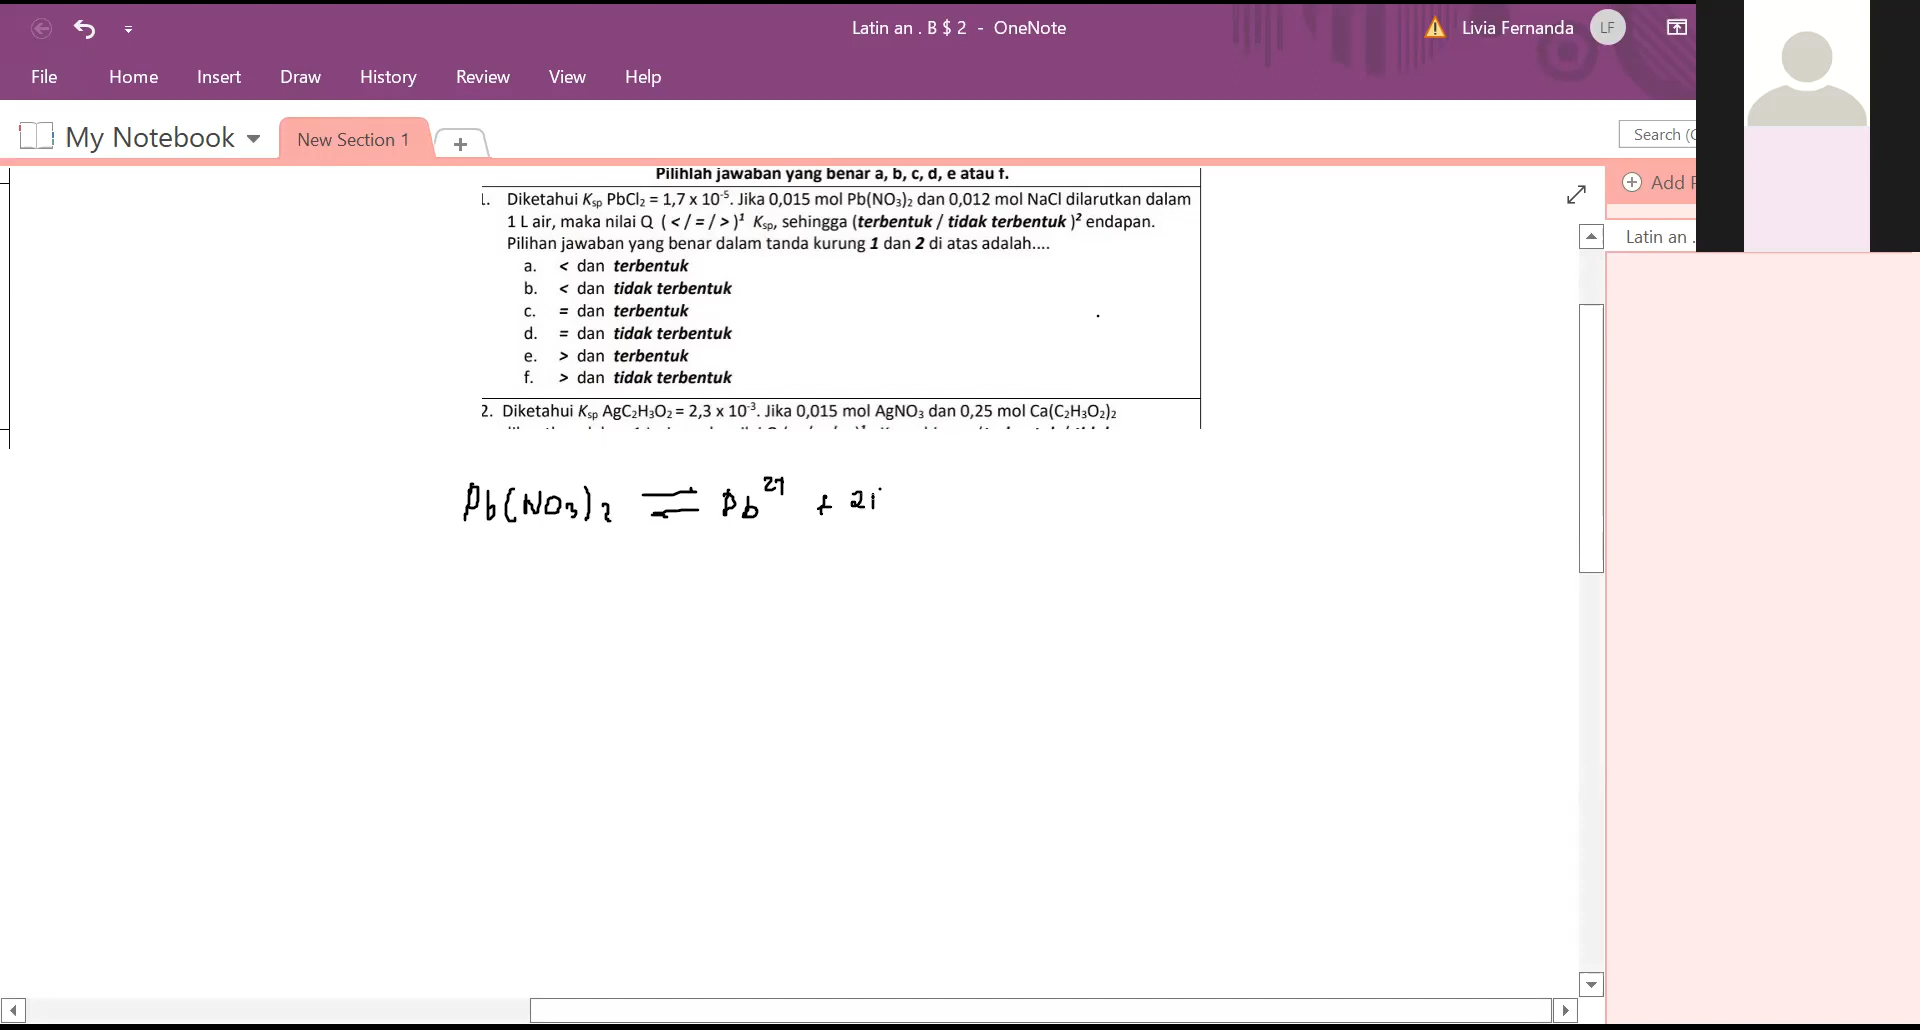 Latin an . B $ 2 - OneNote
Livia Fernanda LF
File Home Insert Draw History Review View Help
My Notebook New Section 1 +
Search (
Add
Latin an .
Pilihlah jawaban yang benar a, b, c, d, e atau f.
1. Diketahui Ksp PbCl₂ = 1,7 x 10⁻⁵. Jika 0,015 mol Pb(NO₃)₂ dan 0,012 mol NaCl dilarutkan dalam
1 L air, maka nilai Q ( < / = / > )¹ Ksp, sehingga (terbentuk / tidak terbentuk )² endapan.
Pilihan jawaban yang benar dalam tanda kurung 1 dan 2 di atas adalah....
a. < dan terbentuk
b. < dan tidak terbentuk
c. = dan terbentuk
d. = dan tidak terbentuk
e. > dan terbentuk
f. > dan tidak terbentuk
2. Diketahui Ksp AgC₂H₃O₂ = 2,3 x 10⁻³. Jika 0,015 mol AgNO₃ dan 0,25 mol Ca(C₂H₃O₂)₂
Pb(NO₃)₂ ⇌ Pb²⁺ + 2